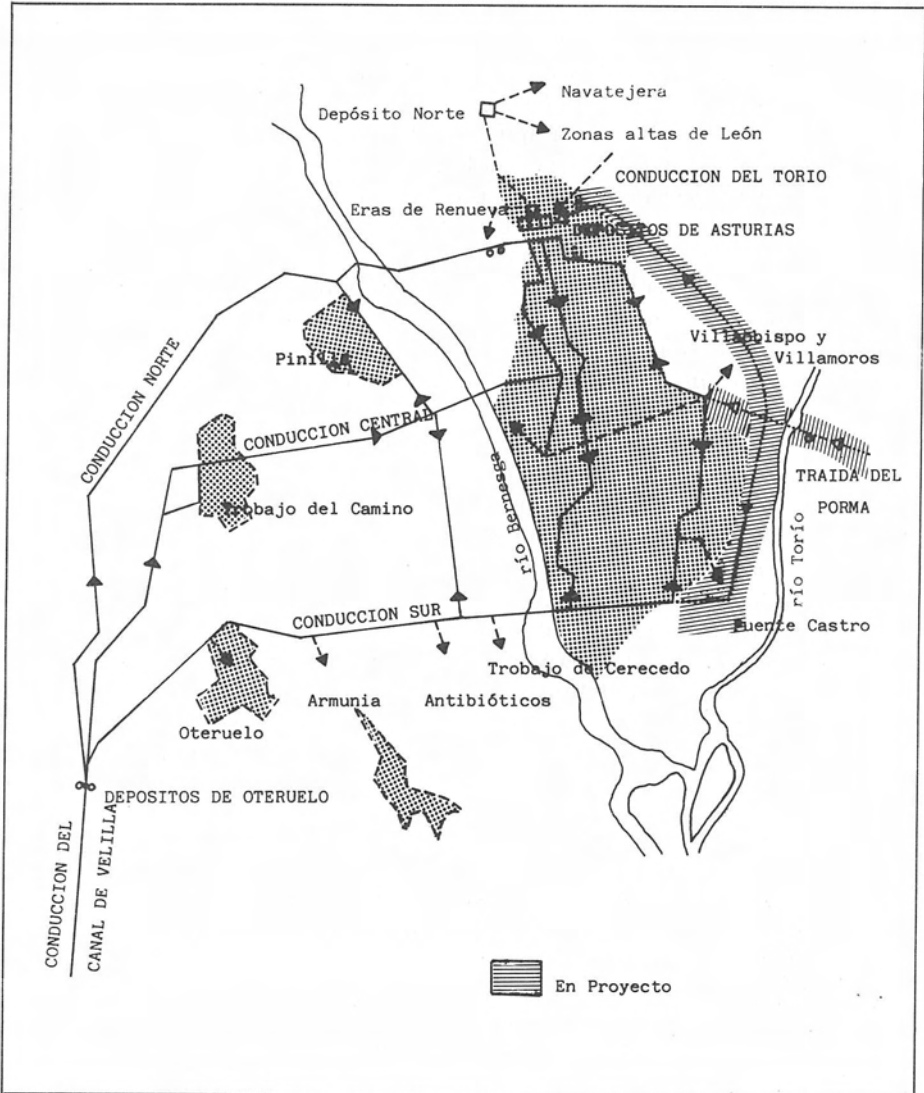 Navatejera
Depósito Norte
Zonas altas de León
CONDUCCION DEL TORIO
Eras de Renueva
DEPOSITOS DE ASTURIAS
Villaobispo y
Villamoros
Pinilla
CONDUCCION NORTE
CONDUCCION CENTRAL
TRAIDA DEL
PORMA
Trobajo del Camino
río Bernesga
río Torío
CONDUCCION SUR
Puente Castro
Trobajo de Cerecedo
Armunia
Antibióticos
Oteruelo
DEPOSITOS DE OTERUELO
CONDUCCION DEL
CANAL DE VELILLA
En Proyecto